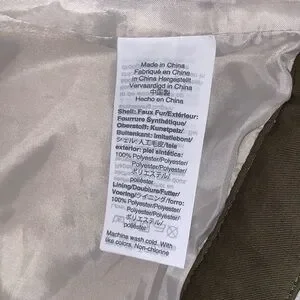 Made in China
Fabriqué en China
In China Hergestellt
Vervaardigd in China
中国製
Hecho en China
Shell: Faux Fur/Extérieur:
Fourrure Synthétique/
Oberstoff: Kunstpelz/
Buitenkant: Imitatiebont/
シェル/人工毛皮/tela
exterior: piel sintética:
100% Polyester/Polyester/
Polyester/Polyester/
ポリエステル/
poliéster
Lining/Doublure/Futter/
Voering/ライニング/forro:
100% Polyester/Polyester/
Polyester/Polyester
/ポリエステル/
poliéster
Machine wash cold. With
like colors. Non-chlorine